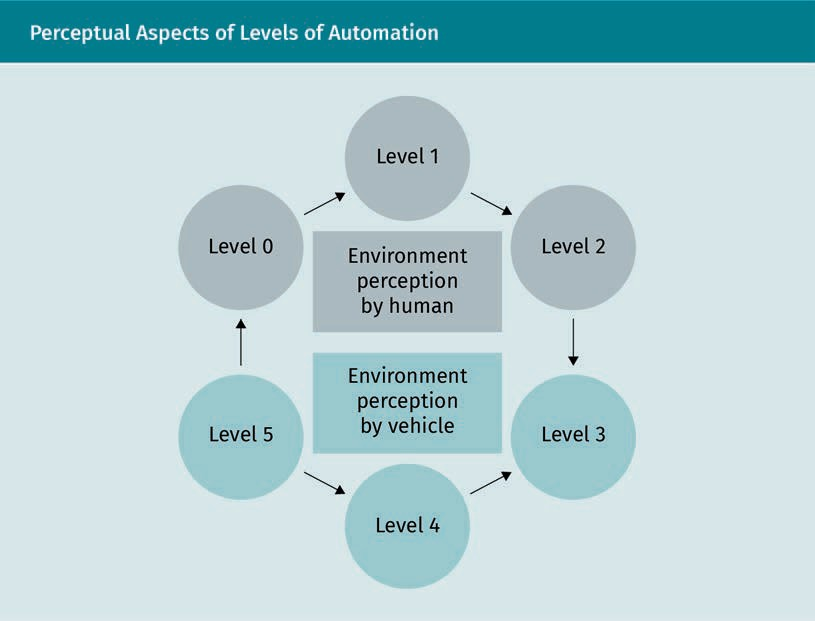 Perceptual Aspects of Levels of Automation
Level 1
Level 0
Level 2
Environment
perception
by human
Environment
perception
by vehicle
Level 5
Level 3
Level 4